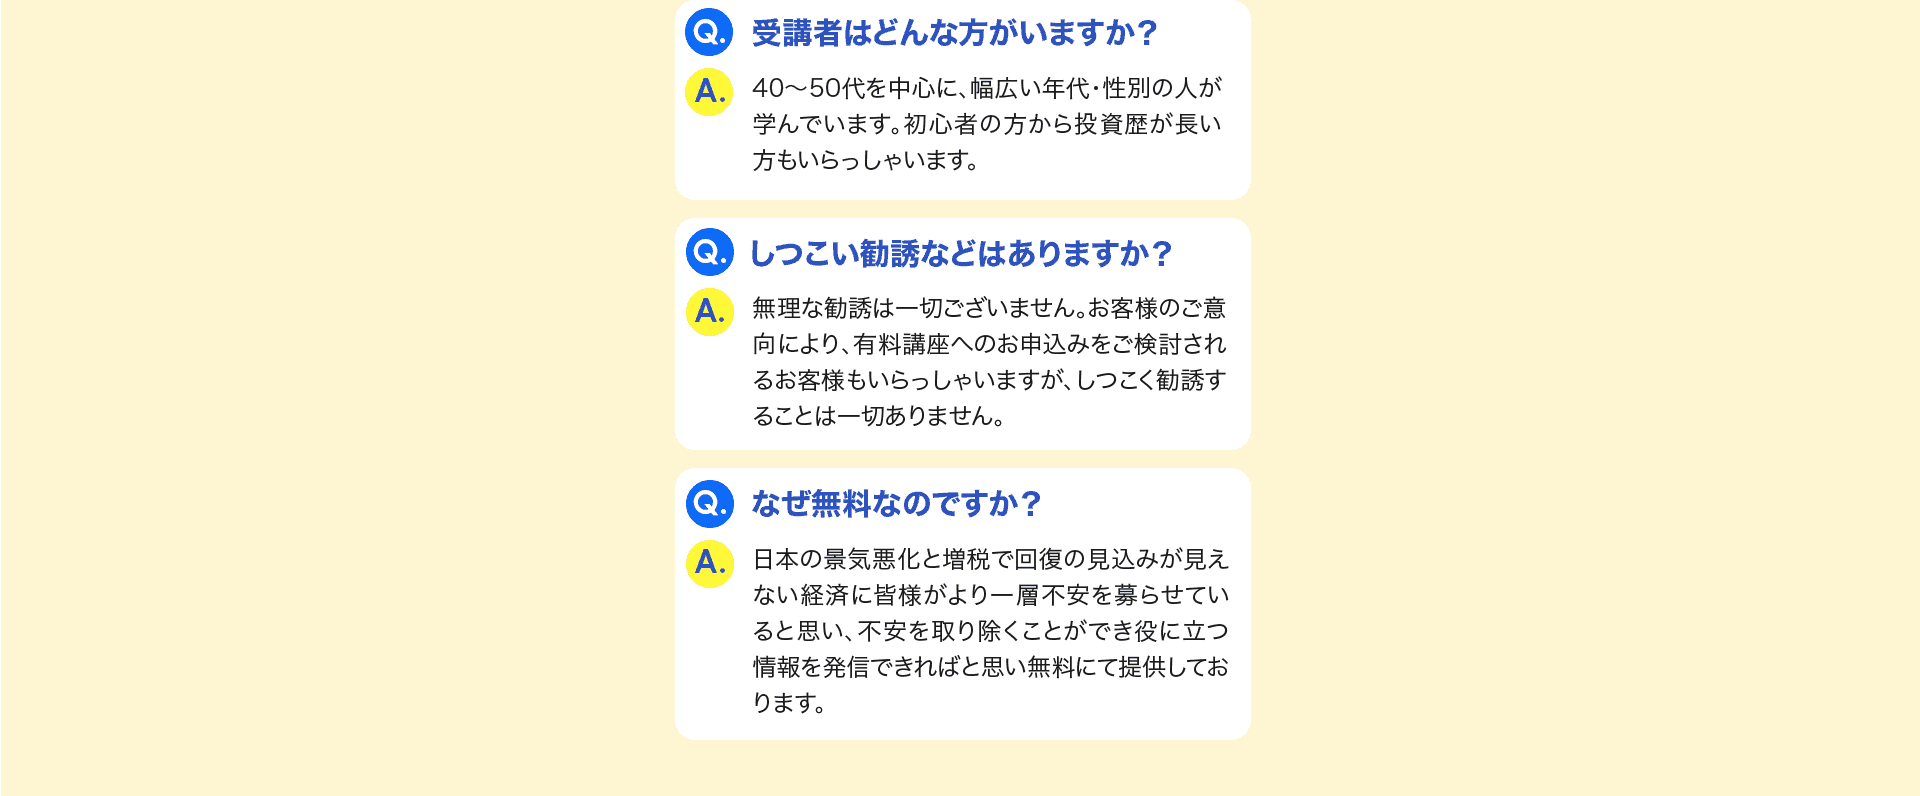 Q. 受講者はどんな方がいますか？
A. 40〜50代を中心に、幅広い年代・性別の人が
学んでいます。初心者の方から投資歴が長い
方もいらっしゃいます。
Q. しつこい勧誘などはありますか？
A. 無理な勧誘は一切ございません。お客様のご意
向により、有料講座へのお申込みをご検討され
るお客様もいらっしゃいますが、しつこく勧誘す
ることは一切ありません。
Q. なぜ無料なのですか？
A. 日本の景気悪化と増税で回復の見込みが見え
ない経済に皆様がより一層不安を募らせてい
ると思い、不安を取り除くことができ役に立つ
情報を発信できればと思い無料にて提供してお
ります。